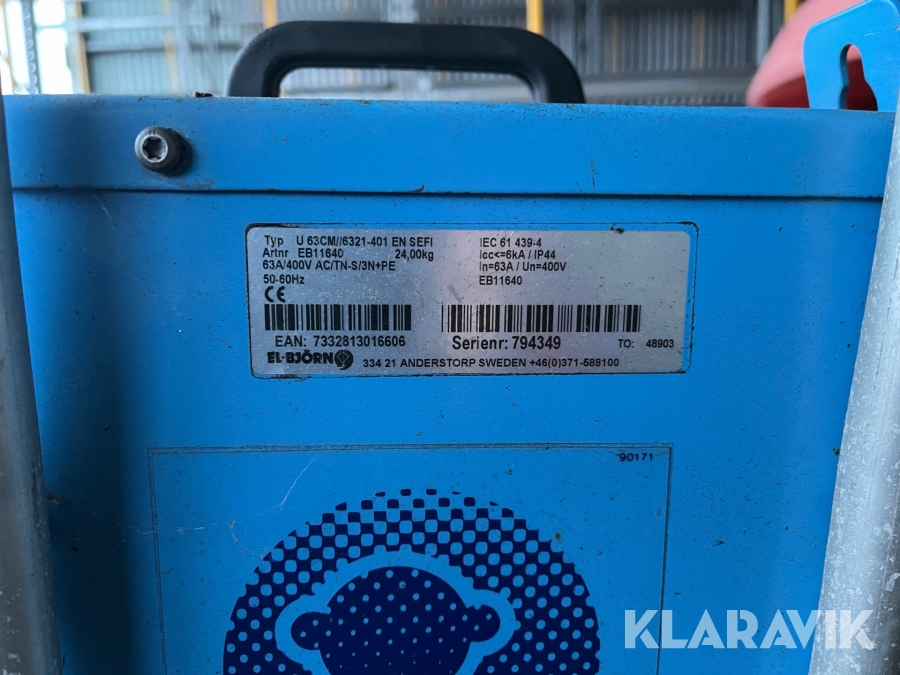 Typ U 63CM//6321-401 EN SEFI
Artnr EB11640 24,00kg
63A/400V AC/TN-S/3N+PE
50-60Hz
CE
IEC 61 439-4
Icc<=6kA / IP44
In=63A / Un=400V
EB11640
EAN: 7332813016606
Serienr: 794349
TO: 48903
EL-BJÖRN
334 21 ANDERSTORP SWEDEN +46(0)371-588100
90171
KLARAVIK